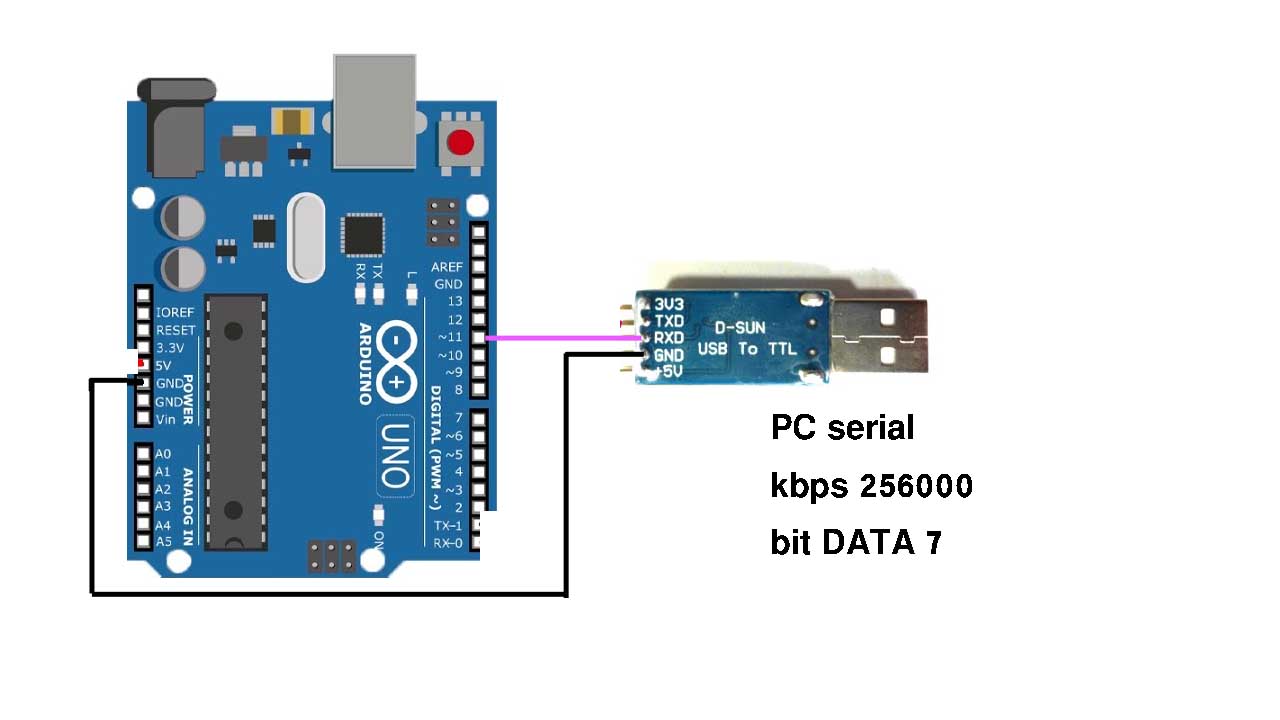 AREF
GND
13
12
~11
~10
~9
8
7
~6
~5
4
~3
2
TX-1
RX-0
DIGITAL (PWM ~)
RX
TX
L
ARDUINO
UNO
ON
IOREF
RESET
3.3V
5V
GND
GND
Vin
POWER
A0
A1
A2
A3
A4
A5
ANALOG IN
3V3
TXD
RXD
GND
+5V
D-SUN
USB To TTL
PC serial
kbps 256000
bit DATA 7